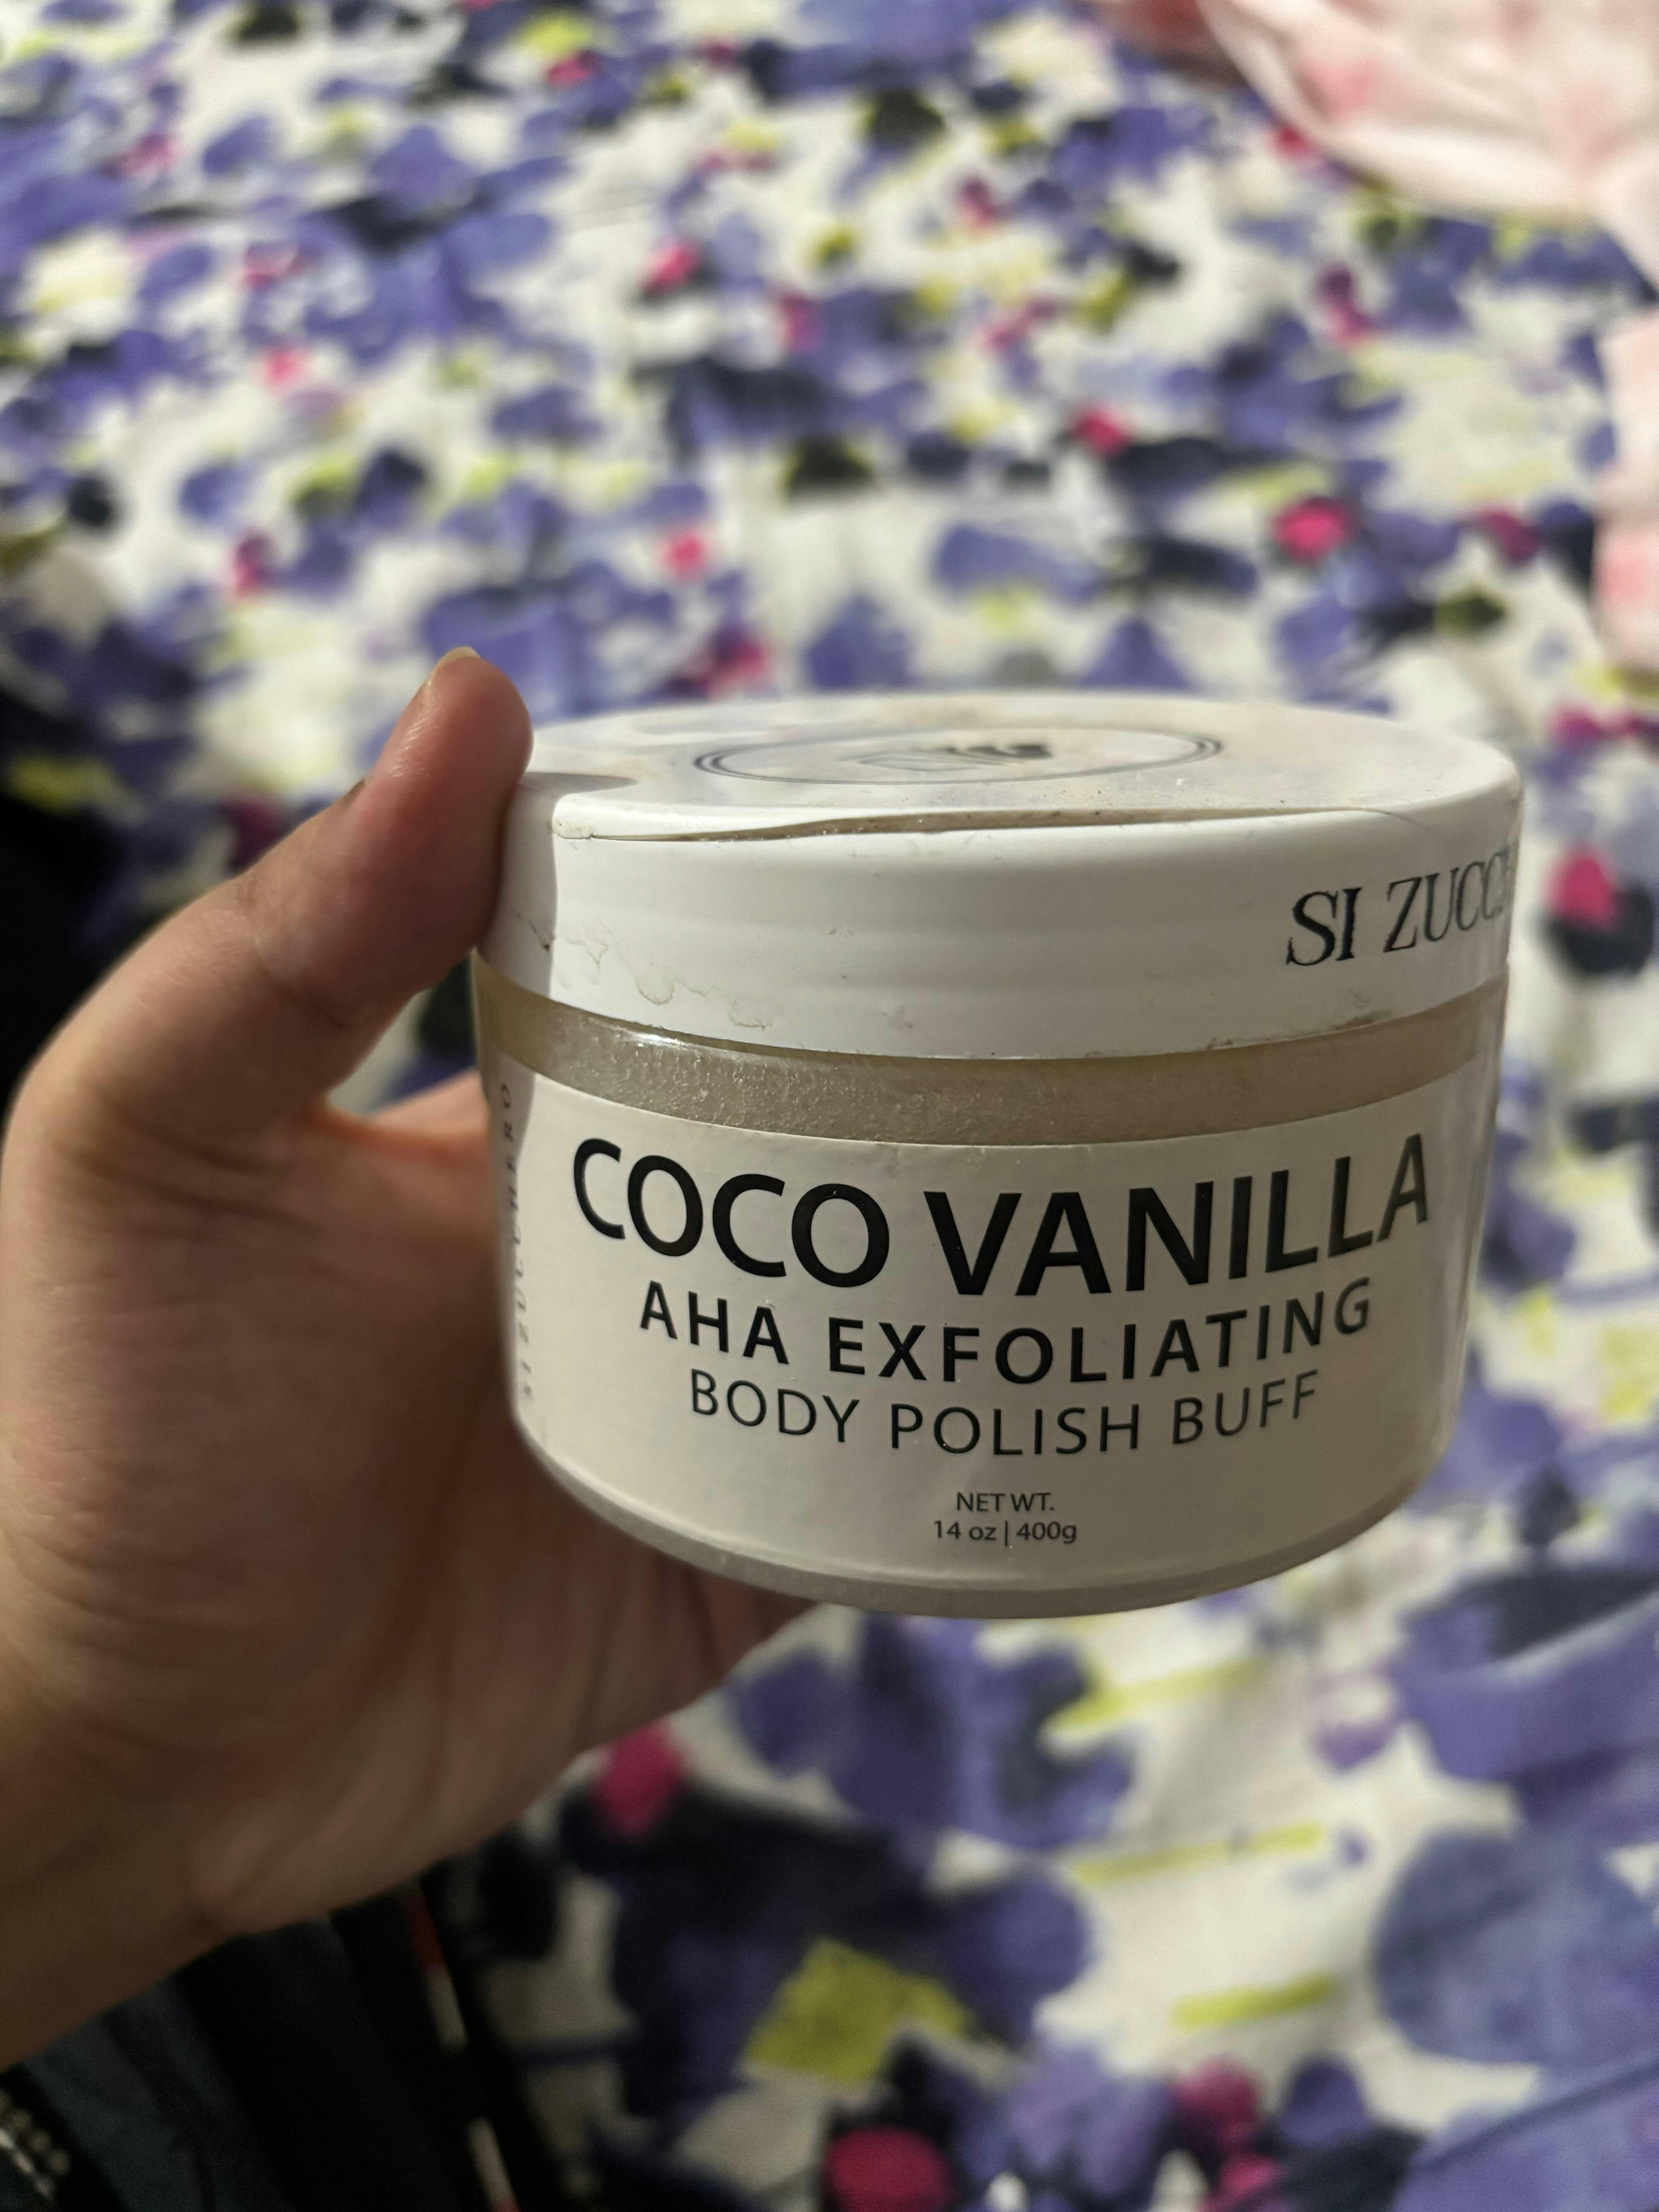 SI ZUCC
COCO VANILLA
AHA EXFOLIATING
BODY POLISH BUFF
NET WT.
14 oz | 400g